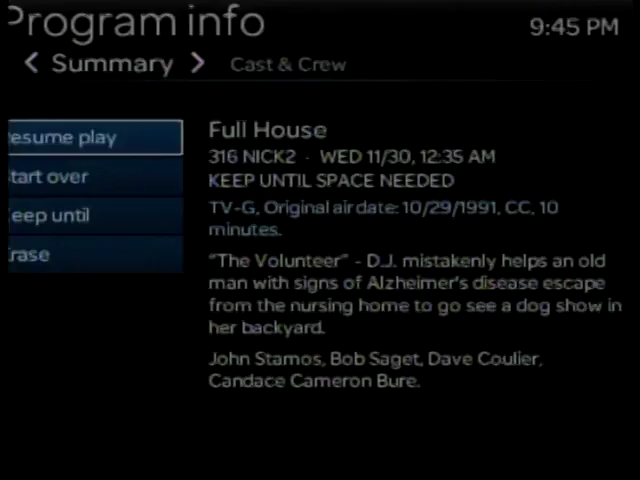 Program info
9:45 PM
Summary
Cast & Crew
esume play
tart over
eep until
rase
Full House
316 NICK2 - WED 11/30, 12:35 AM
KEEP UNTIL SPACE NEEDED
TV-G, Original air date: 10/29/1991, CC, 10
minutes.
"The Volunteer" - D.J. mistakenly helps an old
man with signs of Alzheimer's disease escape
from the nursing home to go see a dog show in
her backyard.
John Stamos, Bob Saget, Dave Coulier,
Candace Cameron Bure.